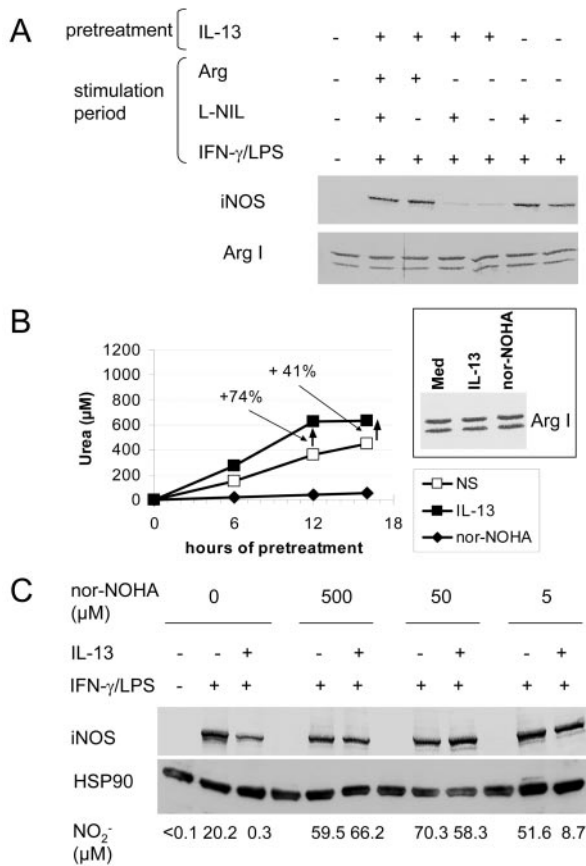 A
pretreatment IL-13 - + + + + - -
stimulation period
Arg - + + - - - -
L-NIL - + - + - + -
IFN-γ/LPS - + + + + + +
iNOS
Arg I
B
1200
1000
800
600
400
200
0
Urea (µM)
+74%
+ 41%
0 6 12 18
hours of pretreatment
Med IL-13 nor-NOHA
Arg I
NS
IL-13
nor-NOHA
C
nor-NOHA (µM) 0 500 50 5
IL-13 - - + - + - + - +
IFN-γ/LPS - + + + + + + + +
iNOS
HSP90
NO₂⁻ (µM) <0.1 20.2 0.3 59.5 66.2 70.3 58.3 51.6 8.7